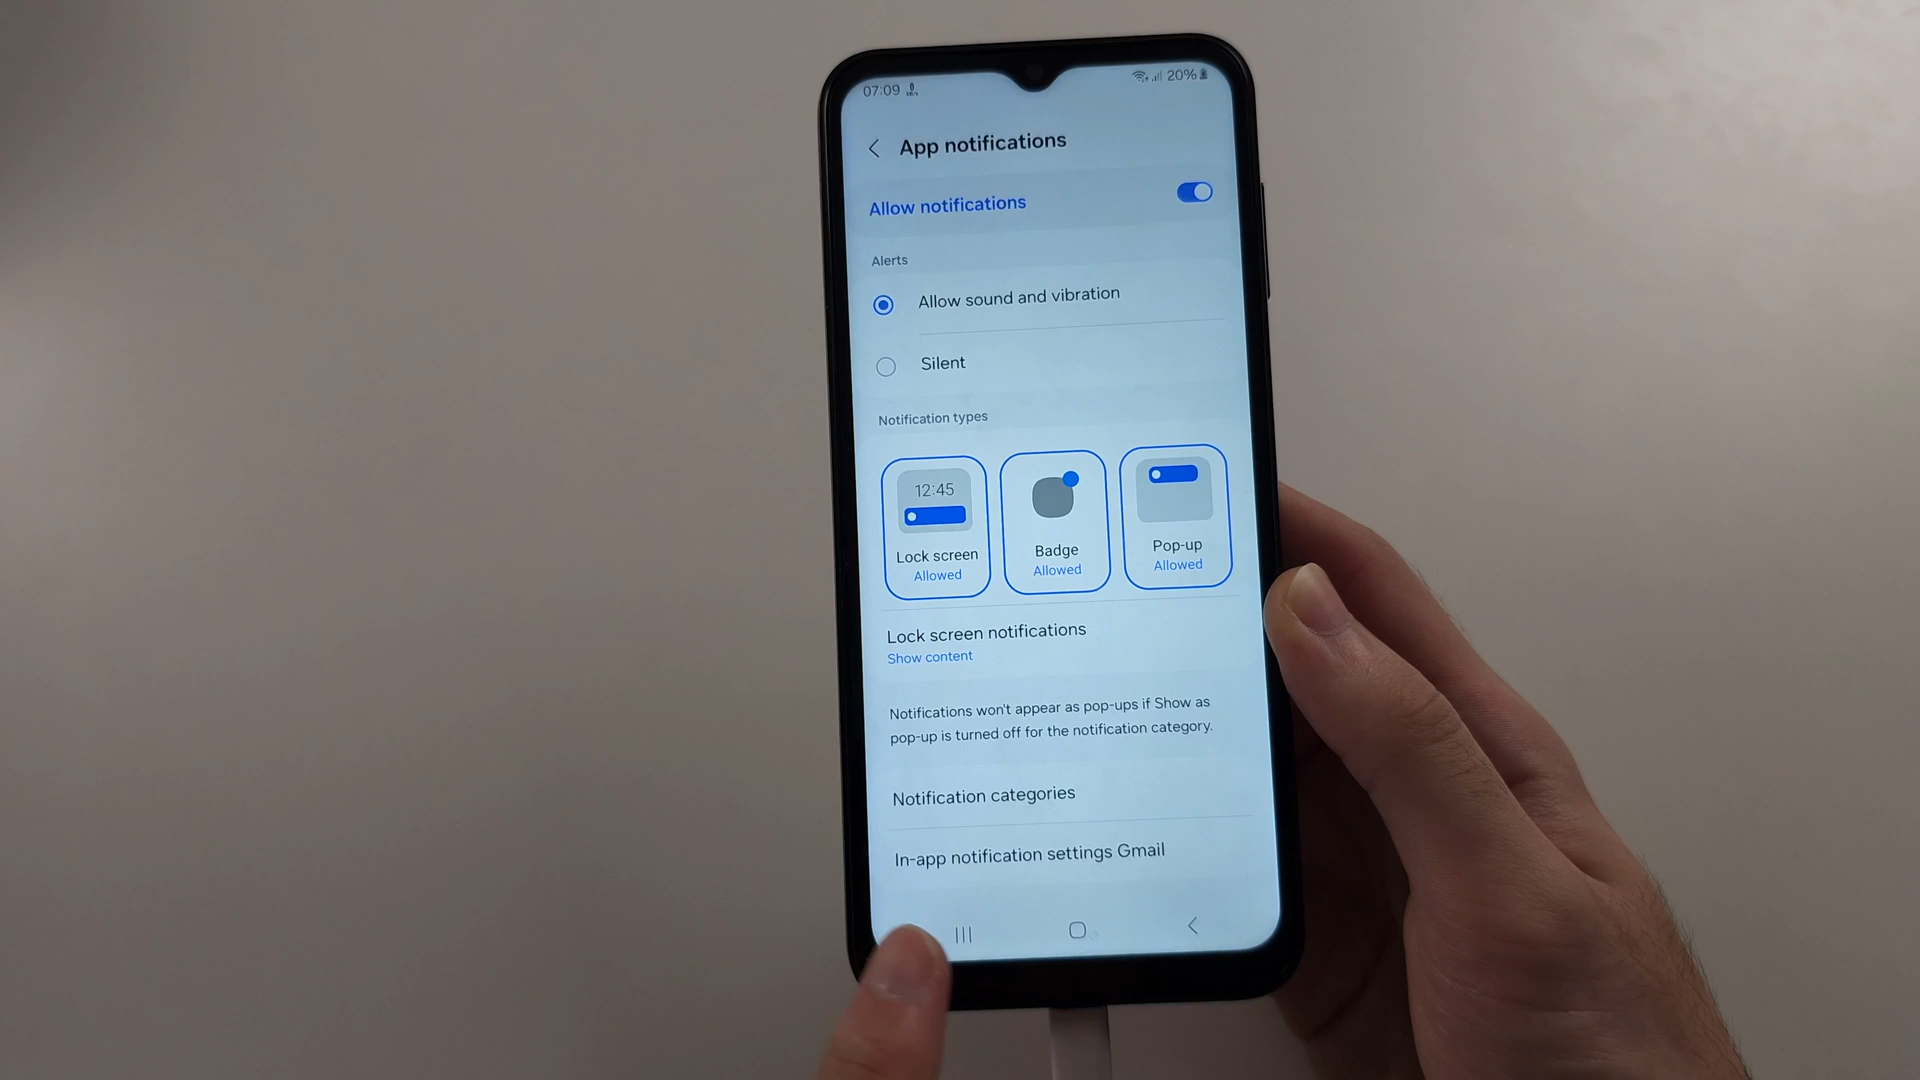 07:09
20%
App notifications
Allow notifications
Alerts
Allow sound and vibration
Silent
Notification types
12:45
Lock screen
Allowed
Badge
Allowed
Pop-up
Allowed
Lock screen notifications
Show content
Notifications won't appear as pop-ups if Show as
pop-up is turned off for the notification category.
Notification categories
In-app notification settings Gmail